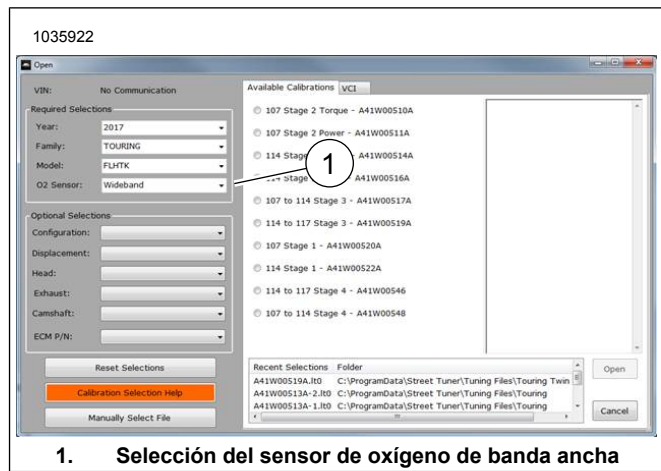 1035922
Open
VIN: No Communication
Required Selections
Year: 2017
Family: TOURING
Model: FLHTK
O2 Sensor: Wideband
Optional Selections
Configuration:
Displacement:
Head:
Exhaust:
Camshaft:
ECM P/N:
Reset Selections
Calibration Selection Help
Manually Select File
Available Calibrations VCI
107 Stage 2 Torque - A41W00510A
107 Stage 2 Power - A41W00511A
114 Stage A41W00514A
114 Stage A41W00516A
107 to 114 Stage 3 - A41W00517A
114 to 117 Stage 3 - A41W00519A
107 Stage 1 - A41W00520A
114 Stage 1 - A41W00522A
114 to 117 Stage 4 - A41W00546
107 to 114 Stage 4 - A41W00548
1
Recent Selections Folder
A41W00519A.lt0 C:\ProgramData\Street Tuner\Tuning Files\Touring Twin
A41W00513A-2.lt0 C:\ProgramData\Street Tuner\Tuning Files\Touring
A41W00513A-1.lt0 C:\ProgramData\Street Tuner\Tuning Files\Touring
Open
Cancel
1. Selección del sensor de oxígeno de banda ancha